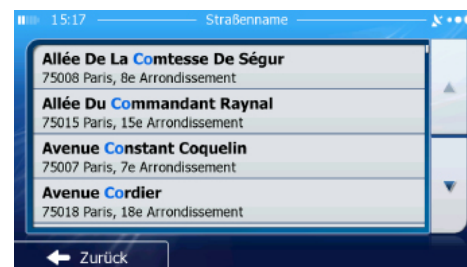 15:17
Straßenname
Allée De La Comtesse De Ségur
75008 Paris, 8e Arrondissement
Allée Du Commandant Raynal
75015 Paris, 15e Arrondissement
Avenue Constant Coquelin
75007 Paris, 7e Arrondissement
Avenue Cordier
75018 Paris, 18e Arrondissement
Zurück